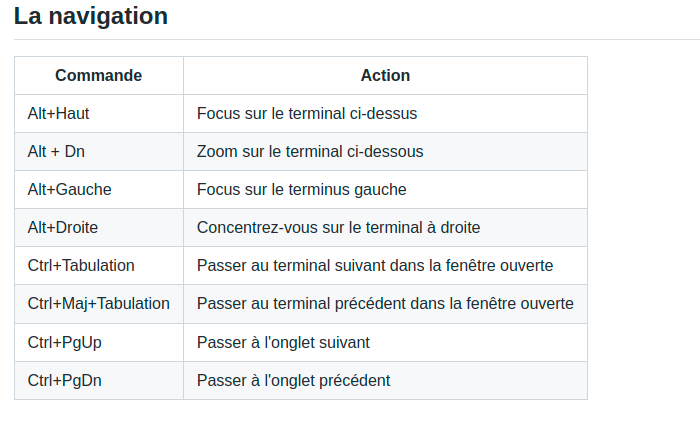 La navigation
Commande Action
Alt+Haut Focus sur le terminal ci-dessus
Alt + Dn Zoom sur le terminal ci-dessous
Alt+Gauche Focus sur le terminus gauche
Alt+Droite Concentrez-vous sur le terminal à droite
Ctrl+Tabulation Passer au terminal suivant dans la fenêtre ouverte
Ctrl+Maj+Tabulation Passer au terminal précédent dans la fenêtre ouverte
Ctrl+PgUp Passer à l'onglet suivant
Ctrl+PgDn Passer à l'onglet précédent